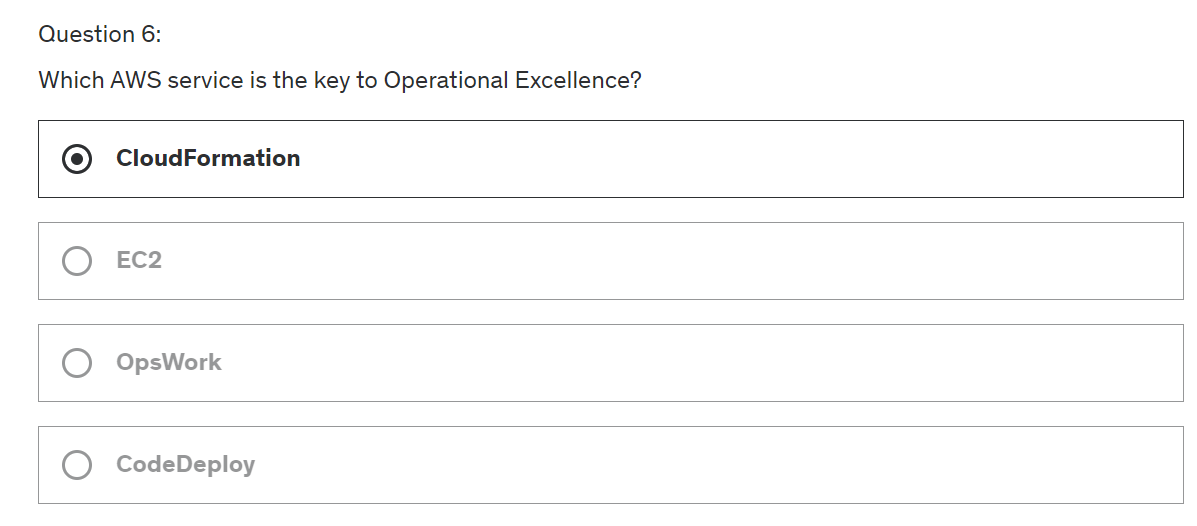 Question 6:
Which AWS service is the key to Operational Excellence?
CloudFormation
EC2
OpsWork
CodeDeploy